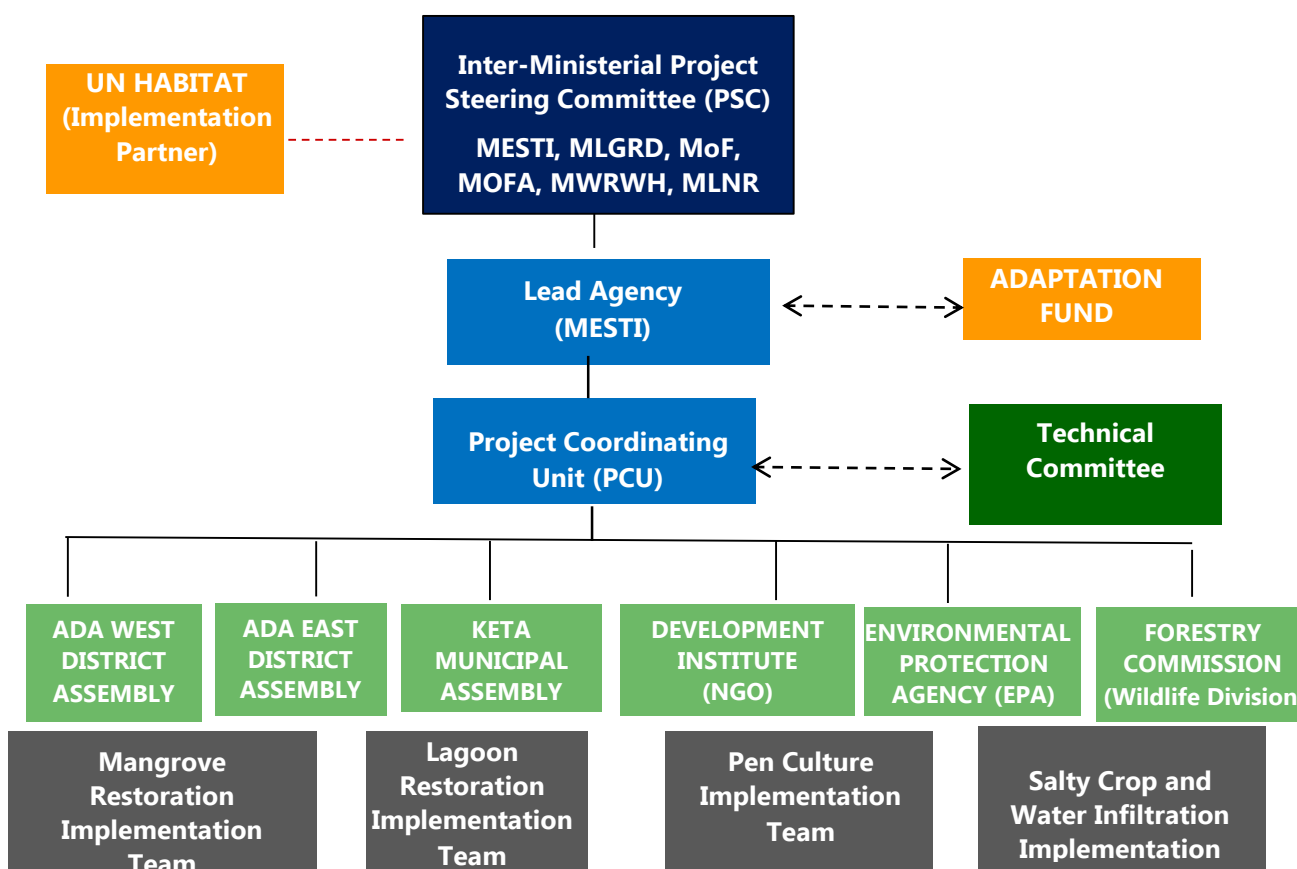 UN HABITAT
(Implementation
Partner)
Inter-Ministerial Project
Steering Committee (PSC)
MESTI, MLGRD, MoF,
MOFA, MWRWH, MLNR
Lead Agency
(MESTI)
ADAPTATION
FUND
Project Coordinating
Unit (PCU)
Technical
Committee
ADA WEST
DISTRICT
ASSEMBLY
ADA EAST
DISTRICT
ASSEMBLY
KETA
MUNICIPAL
ASSEMBLY
DEVELOPMENT
INSTITUTE
(NGO)
ENVIRONMENTAL
PROTECTION
AGENCY (EPA)
FORESTRY
COMMISSION
(Wildlife Division
Mangrove
Restoration
Implementation
Team
Lagoon
Restoration
Implementation
Team
Pen Culture
Implementation
Team
Salty Crop and
Water Infiltration
Implementation